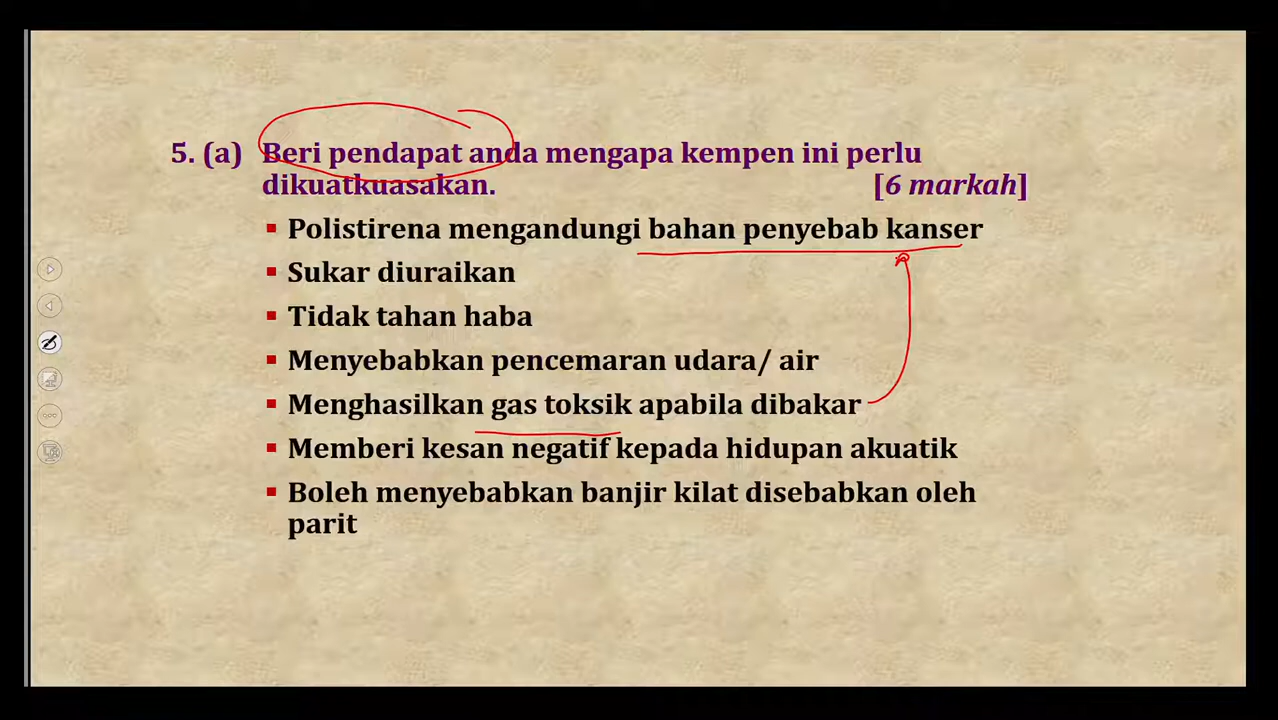 5. (a) Beri pendapat anda mengapa kempen ini perlu
dikuatkuasakan. [6 markah]
▪ Polistirena mengandungi bahan penyebab kanser
▪ Sukar diuraikan
▪ Tidak tahan haba
▪ Menyebabkan pencemaran udara/ air
▪ Menghasilkan gas toksik apabila dibakar
▪ Memberi kesan negatif kepada hidupan akuatik
▪ Boleh menyebabkan banjir kilat disebabkan oleh
parit